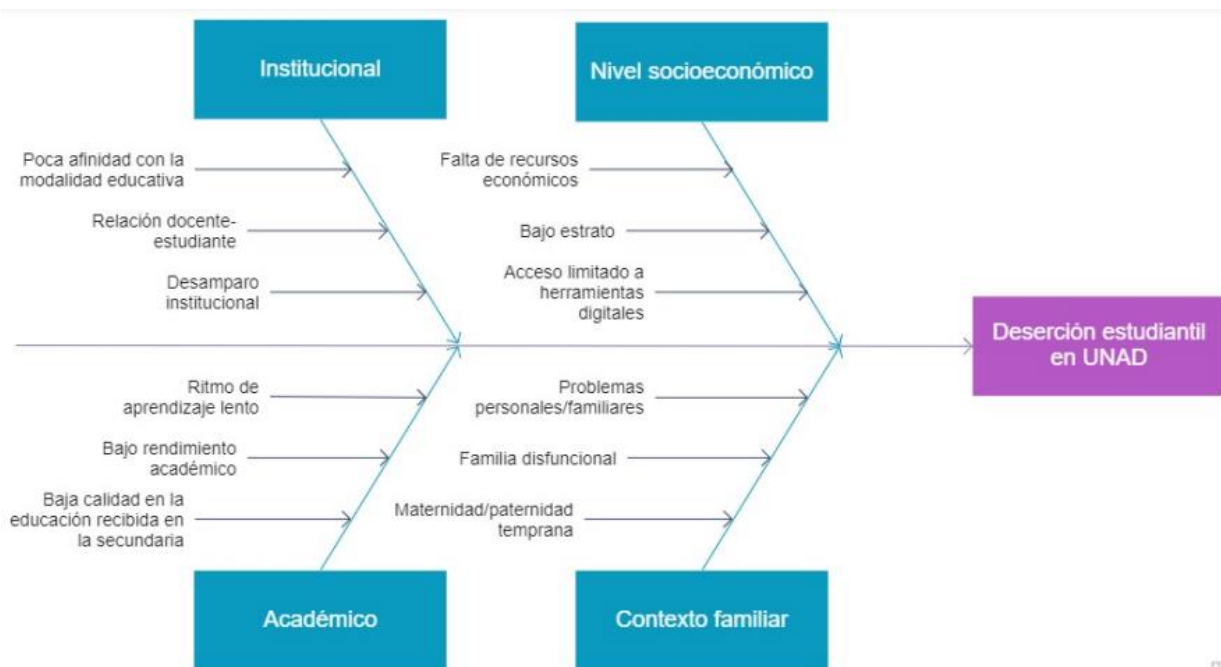 Institucional
Nivel socioeconómico
Poca afinidad con la
modalidad educativa
Relación docente-
estudiante
Desamparo
institucional
Falta de recursos
económicos
Bajo estrato
Acceso limitado a
herramientas
digitales
Deserción estudiantil
en UNAD
Ritmo de
aprendizaje lento
Bajo rendimiento
académico
Baja calidad en la
educación recibida en
la secundaria
Problemas
personales/familiares
Familia disfuncional
Maternidad/paternidad
temprana
Académico
Contexto familiar